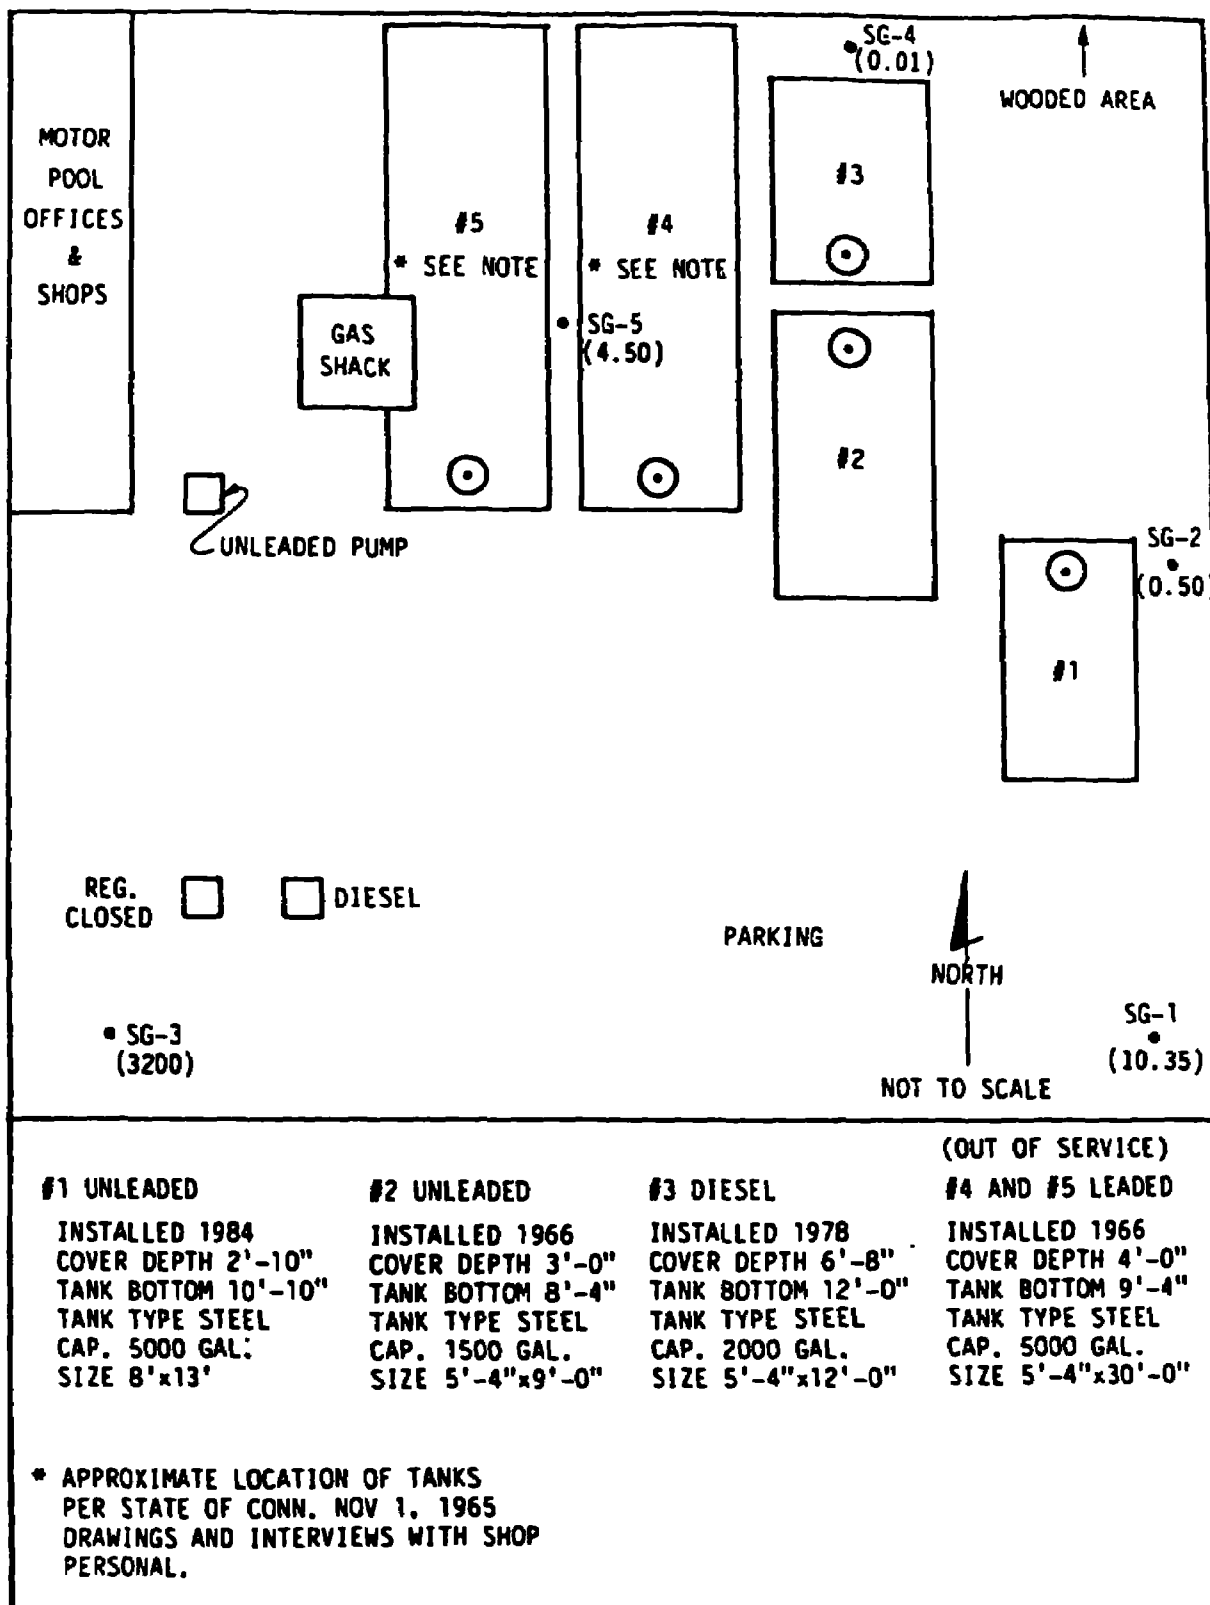 MOTOR
POOL
OFFICES
&
SHOPS
#5
* SEE NOTE
#4
* SEE NOTE
SG-4
(0.01)
WOODED AREA
#3
GAS
SHACK
SG-5
(4.50)
#2
UNLEADED PUMP
SG-2
(0.50)
#1
REG.
CLOSED
DIESEL
PARKING
NORTH
SG-3
(3200)
SG-1
(10.35)
NOT TO SCALE
#1 UNLEADED
INSTALLED 1984
COVER DEPTH 2'-10"
TANK BOTTOM 10'-10"
TANK TYPE STEEL
CAP. 5000 GAL.
SIZE 8'x13'
#2 UNLEADED
INSTALLED 1966
COVER DEPTH 3'-0"
TANK BOTTOM 8'-4"
TANK TYPE STEEL
CAP. 1500 GAL.
SIZE 5'-4"x9'-0"
#3 DIESEL
INSTALLED 1978
COVER DEPTH 6'-8"
TANK BOTTOM 12'-0"
TANK TYPE STEEL
CAP. 2000 GAL.
SIZE 5'-4"x12'-0"
(OUT OF SERVICE)
#4 AND #5 LEADED
INSTALLED 1966
COVER DEPTH 4'-0"
TANK BOTTOM 9'-4"
TANK TYPE STEEL
CAP. 5000 GAL.
SIZE 5'-4"x30'-0"
* APPROXIMATE LOCATION OF TANKS
PER STATE OF CONN. NOV 1, 1965
DRAWINGS AND INTERVIEWS WITH SHOP
PERSONAL.